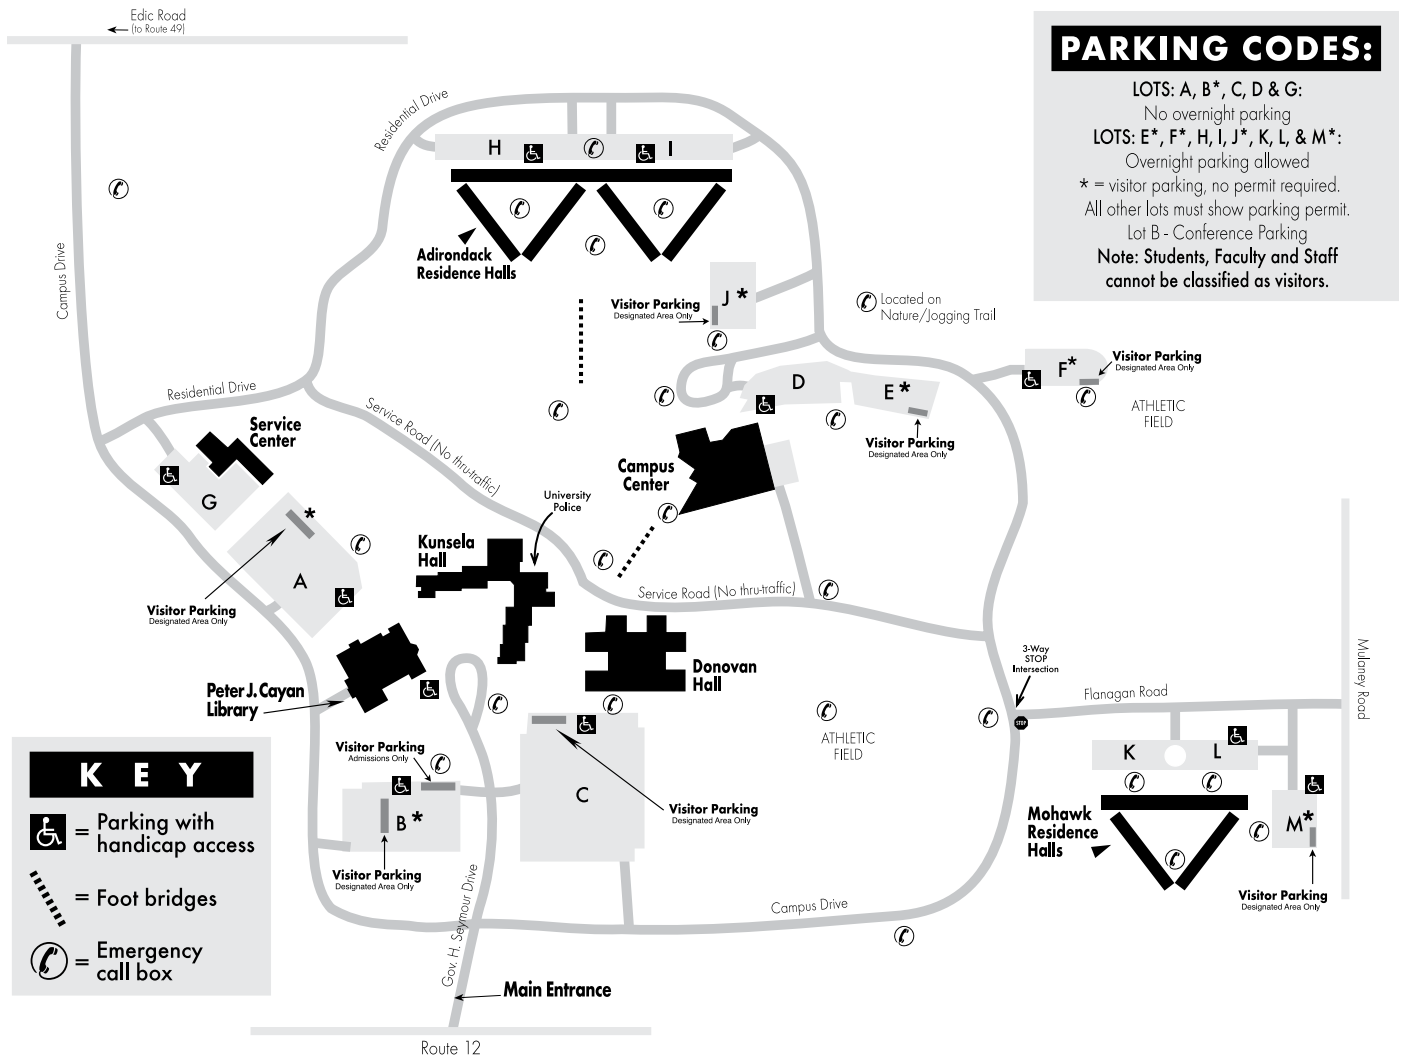 Edic Road
(to Route 49)
PARKING CODES:
LOTS: A, B*, C, D & G:
No overnight parking
LOTS: E*, F*, H, I, J*, K, L, & M*:
Overnight parking allowed
* = visitor parking, no permit required.
All other lots must show parking permit.
Lot B - Conference Parking
Note: Students, Faculty and Staff
cannot be classified as visitors.
Residential Drive
H
I
Campus Drive
Adirondack
Residence Halls
J *
Visitor Parking
Designated Area Only
Located on
Nature/Jogging Trail
F*
Visitor Parking
Designated Area Only
ATHLETIC
FIELD
D
E *
Visitor Parking
Designated Area Only
Residential Drive
Service Road (No thru-traffic)
Service
Center
G
Campus
Center
University
Police
Kunsela
Hall
*
A
Visitor Parking
Designated Area Only
Service Road (No thru-traffic)
3-Way
STOP
Intersection
STOP
Flanagan Road
Mulaney Road
Donovan
Hall
Peter J. Cayan
Library
ATHLETIC
FIELD
Visitor Parking
Admissions Only
B *
Visitor Parking
Designated Area Only
C
Visitor Parking
Designated Area Only
K
L
Mohawk
Residence
Halls
M*
Visitor Parking
Designated Area Only
KEY
= Parking with
handicap access
= Foot bridges
= Emergency
call box
Gov. H. Seymour Drive
Campus Drive
Main Entrance
Route 12